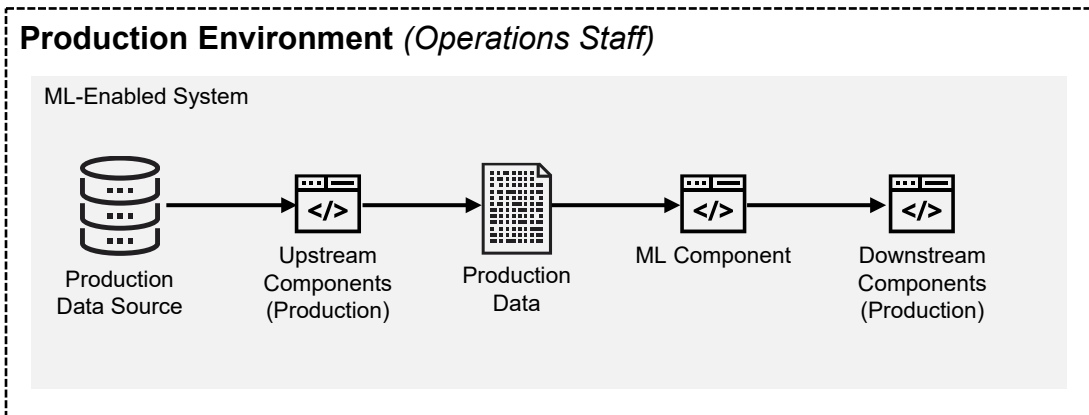 Production Environment (Operations Staff)
ML-Enabled System
</>
</>
</>
Production
Data Source
Upstream
Components
(Production)
Production
Data
ML Component
Downstream
Components
(Production)